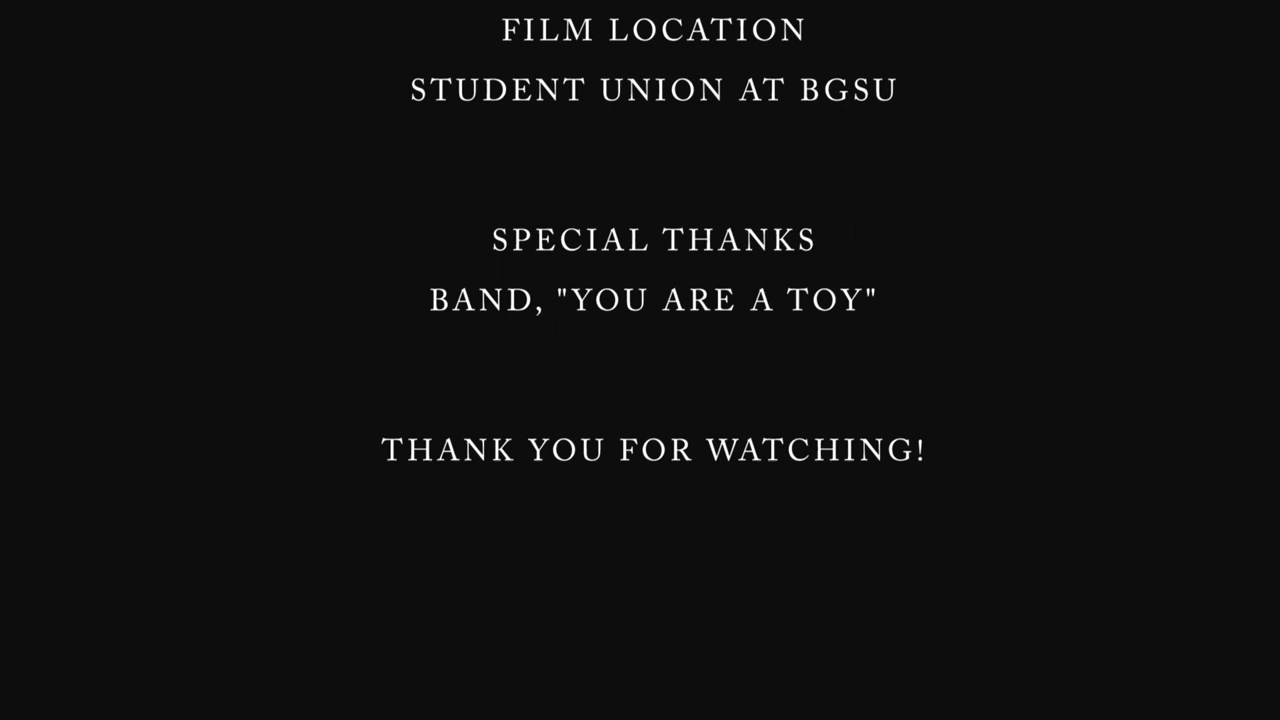 FILM LOCATION
STUDENT UNION AT BGSU
SPECIAL THANKS
BAND, "YOU ARE A TOY"
THANK YOU FOR WATCHING!